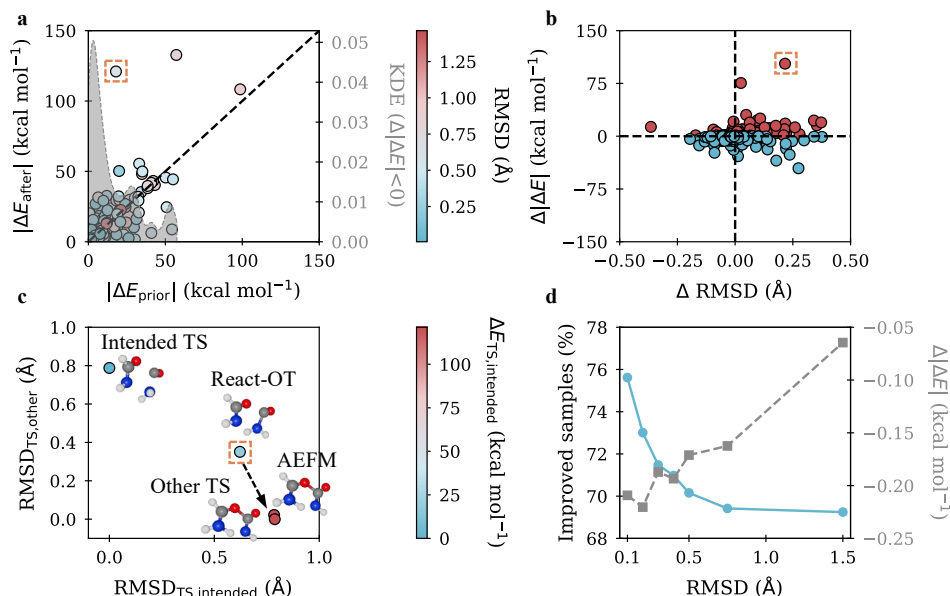 a
150
100
50
0
0
50
100
150
|ΔE_after| (kcal mol⁻¹)
|ΔE_prior| (kcal mol⁻¹)
0.05
0.04
0.03
0.02
0.01
0.00
KDE (Δ|ΔE|<0)
1.25
1.00
0.75
0.50
0.25
RMSD (Å)
b
150
75
0
−75
−150
−0.50
−0.25
0.00
0.25
0.50
Δ|ΔE| (kcal mol⁻¹)
Δ RMSD (Å)
c
1.0
0.8
0.6
0.4
0.2
0.0
0.0
0.5
1.0
RMSD_TS,other (Å)
RMSD_TS,intended (Å)
Intended TS
React-OT
AEFM
Other TS
100
75
50
25
0
ΔE_TS,intended (kcal mol⁻¹)
d
78
76
74
72
70
68
0.1
0.5
1.0
1.5
Improved samples (%)
RMSD (Å)
−0.05
−0.10
−0.15
−0.20
−0.25
Δ|ΔE| (kcal mol⁻¹)